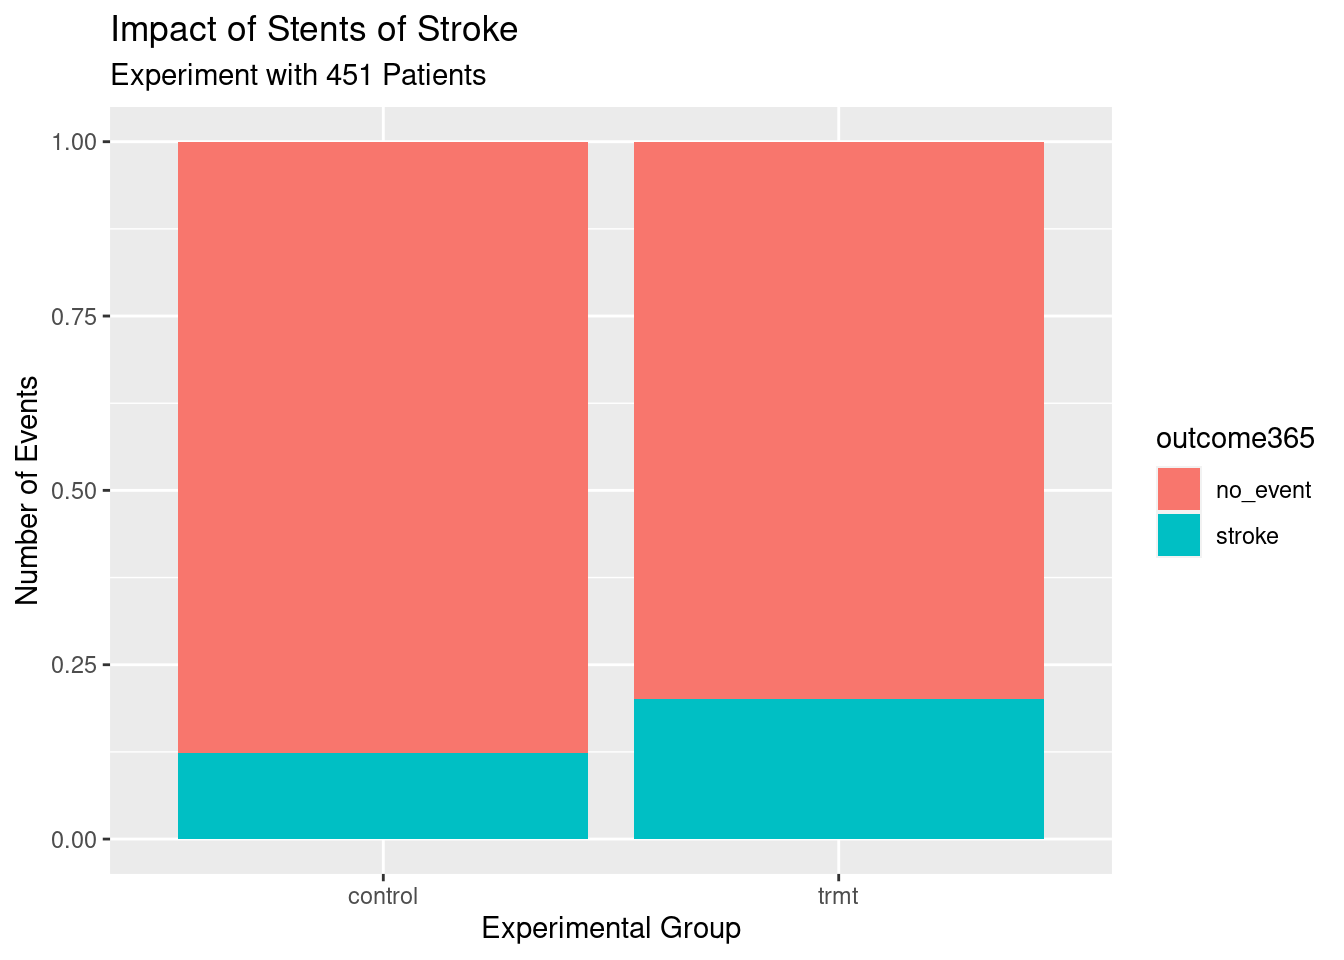 Impact of Stents of Stroke
Experiment with 451 Patients
Number of Events
1.00
0.75
0.50
0.25
0.00
control
trmt
Experimental Group
outcome365
no_event
stroke